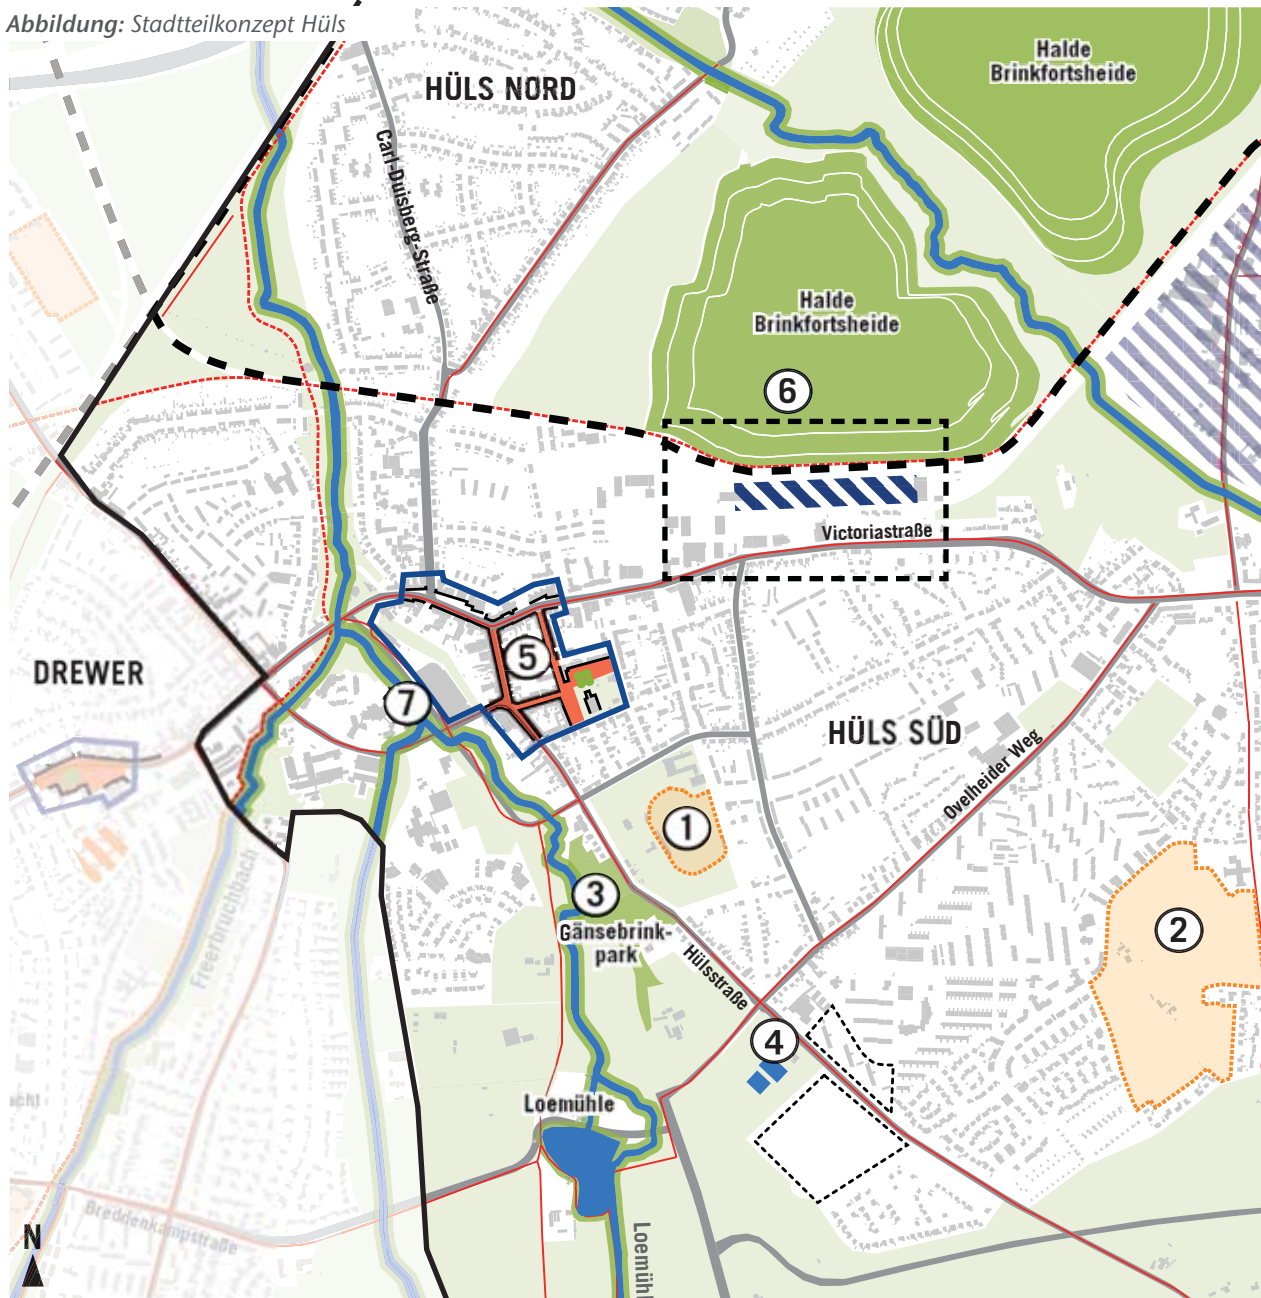 Abbildung: Stadtteilkonzept Hüls
Halde
Brinkfortsheide
HÜLS NORD
Carl-Duisberg-Straße
Halde
Brinkfortsheide
6
Victoriastraße
5
DREWER
7
HÜLS SÜD
Ovelheider Weg
1
Freerbruchbach
3
2
Gänsebrink-
park
Hülsstraße
4
Loemühle
Breddenkampstraße
N